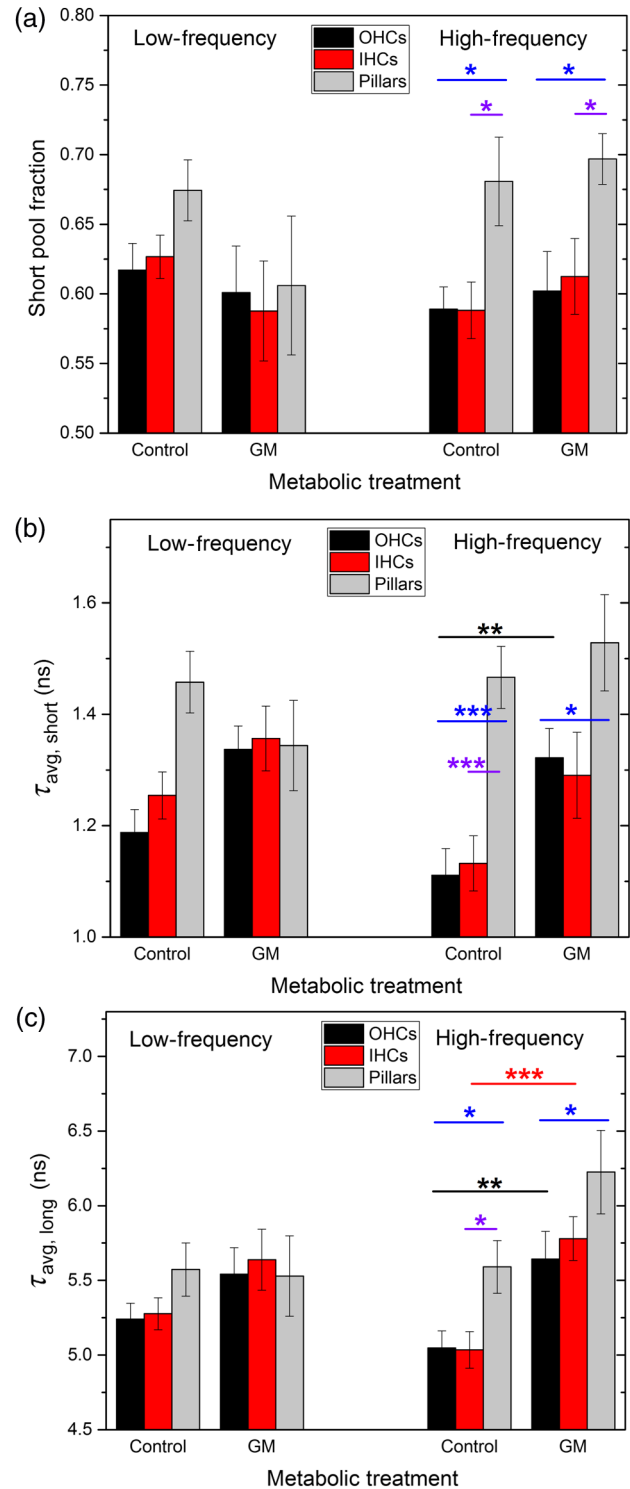 (a)
0.80
0.75
0.70
0.65
0.60
0.55
0.50
Short pool fraction
Low-frequency
OHCs
IHCs
Pillars
High-frequency
*
*
*
*
Control
GM
Control
GM
Metabolic treatment
(b)
1.6
1.4
1.2
1.0
τavg, short (ns)
Low-frequency
OHCs
IHCs
Pillars
High-frequency
**
***
*
***
Control
GM
Control
GM
Metabolic treatment
(c)
7.0
6.5
6.0
5.5
5.0
4.5
τavg, long (ns)
Low-frequency
OHCs
IHCs
Pillars
High-frequency
***
*
*
**
*
Control
GM
Control
GM
Metabolic treatment